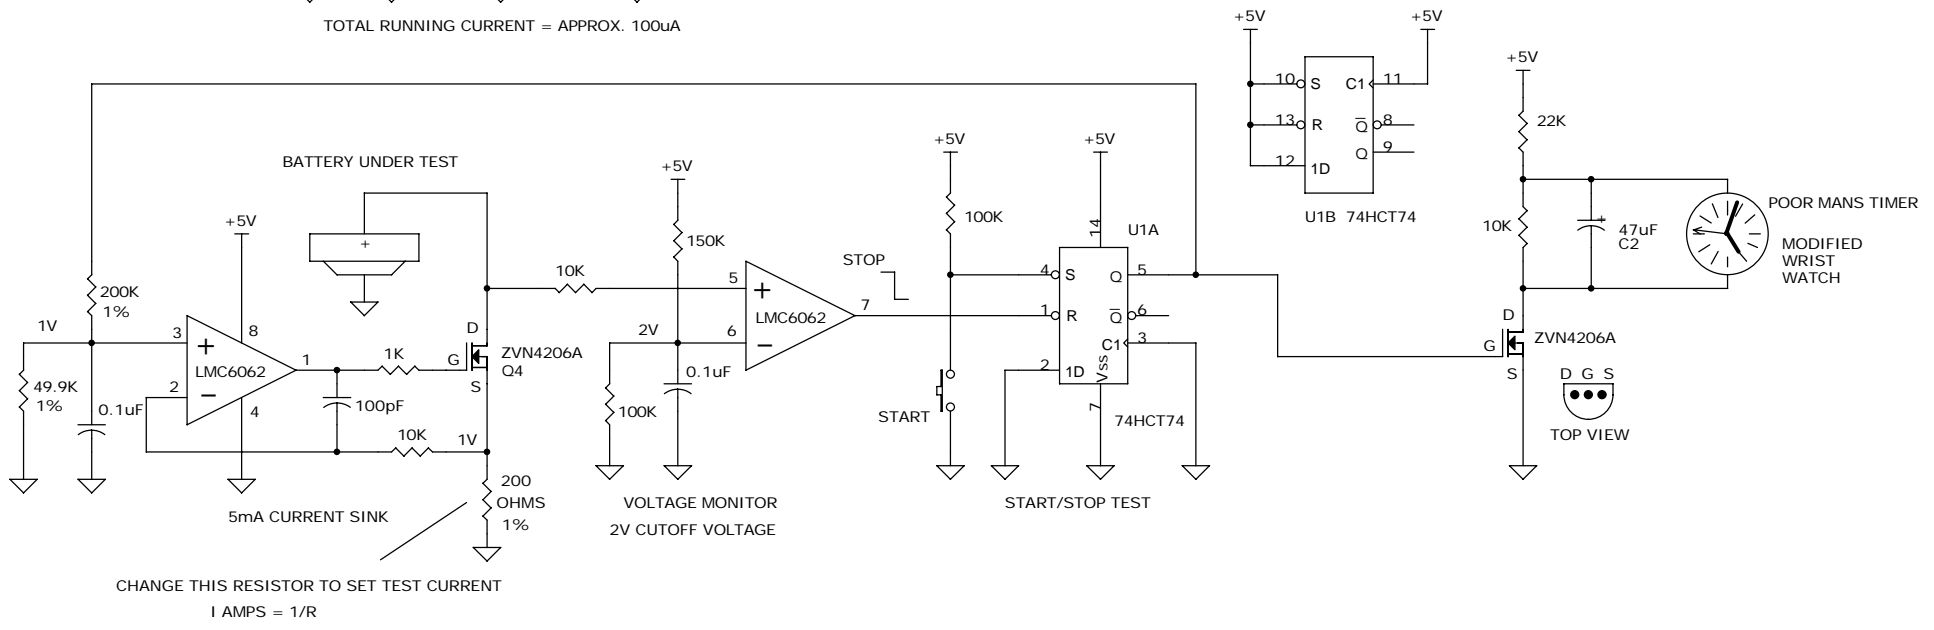 TOTAL RUNNING CURRENT = APPROX. 100uA
+5V
+5V
10 S
C1 11
13 R
Q 8
12 1D
Q 9
U1B 74HCT74
+5V
22K
10K
47uF
C2
POOR MANS TIMER
MODIFIED
WRIST
WATCH
D
G
S
ZVN4206A
D G S
TOP VIEW
BATTERY UNDER TEST
+
+5V
200K
1%
1V
49.9K
1%
0.1uF
3
+
2
−
8
4
LMC6062
1
1K
100pF
10K
1V
D
G
S
ZVN4206A
Q4
200
OHMS
1%
5mA CURRENT SINK
CHANGE THIS RESISTOR TO SET TEST CURRENT
I AMPS = 1/R
10K
+5V
150K
2V
100K
0.1uF
5
+
6
−
LMC6062
7
VOLTAGE MONITOR
2V CUTOFF VOLTAGE
STOP
+5V
100K
START
+5V
14
U1A
4 S
Q 5
1 R
Q 6
C1 3
2 1D
Vss
7
74HCT74
START/STOP TEST